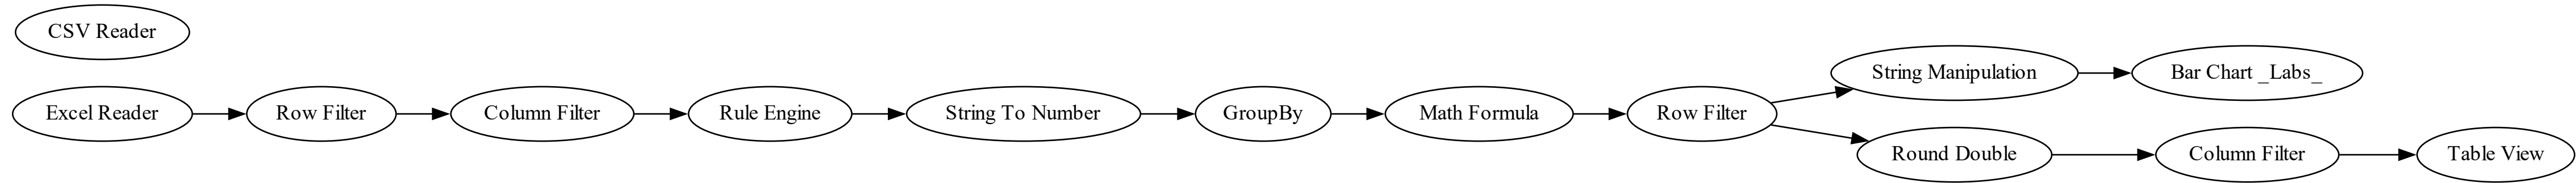 CSV Reader
Excel Reader
Row Filter
Column Filter
Rule Engine
String To Number
GroupBy
Math Formula
Row Filter
String Manipulation
Bar Chart _Labs_
Round Double
Column Filter
Table View